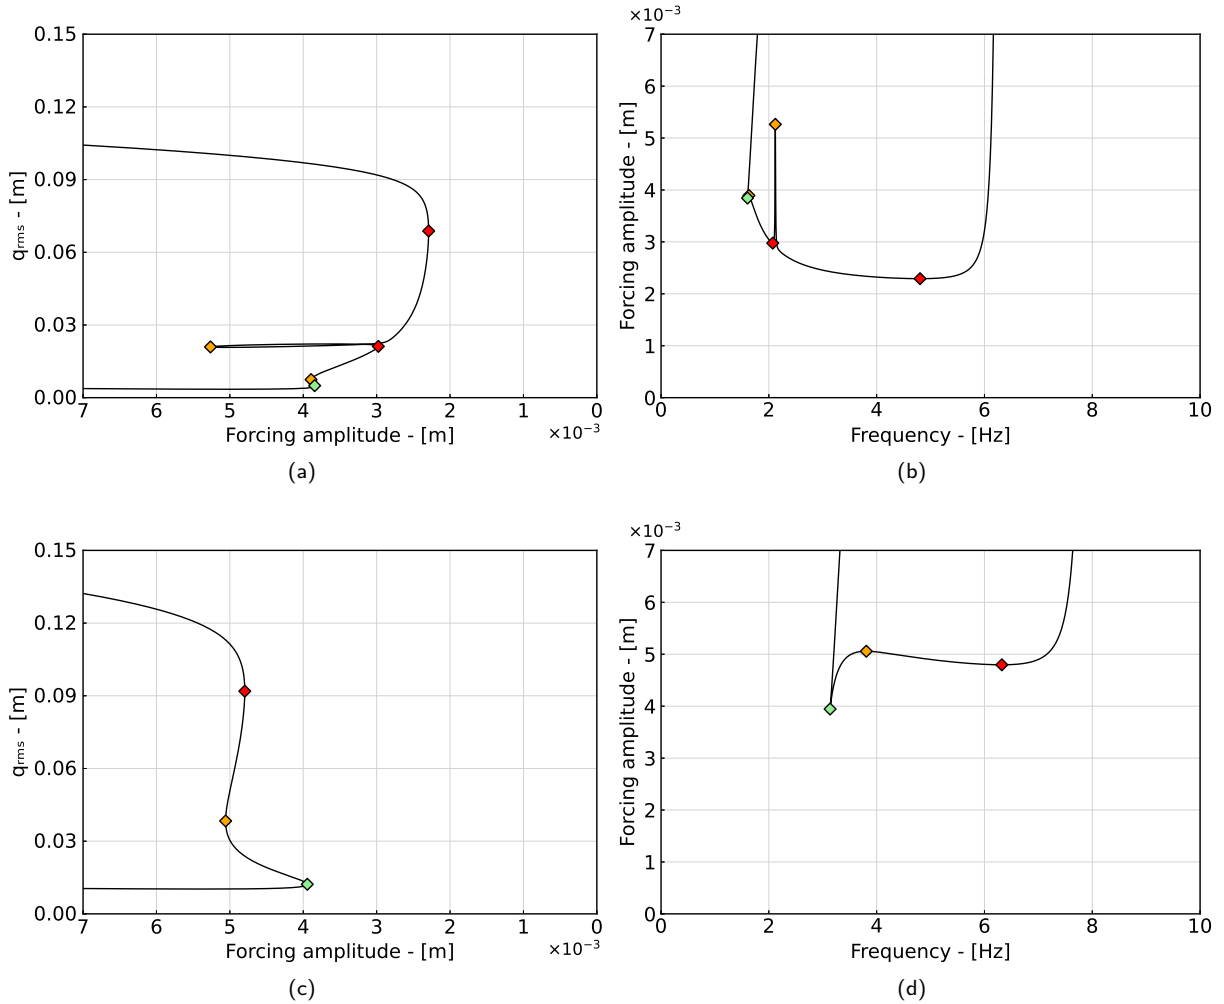 ×10⁻³
0.15
0.12
0.09
0.06
0.03
0.00
qᵣₘₛ - [m]
7 6 5 4 3 2 1 0
Forcing amplitude - [m]
×10⁻³
(a)
7
6
5
4
3
2
1
0
Forcing amplitude - [m]
0 2 4 6 8 10
Frequency - [Hz]
(b)
0.15
0.12
0.09
0.06
0.03
0.00
qᵣₘₛ - [m]
7 6 5 4 3 2 1 0
Forcing amplitude - [m]
×10⁻³
(c)
×10⁻³
7
6
5
4
3
2
1
0
Forcing amplitude - [m]
0 2 4 6 8 10
Frequency - [Hz]
(d)